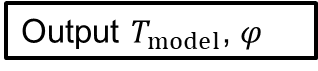 Output T_model, φ